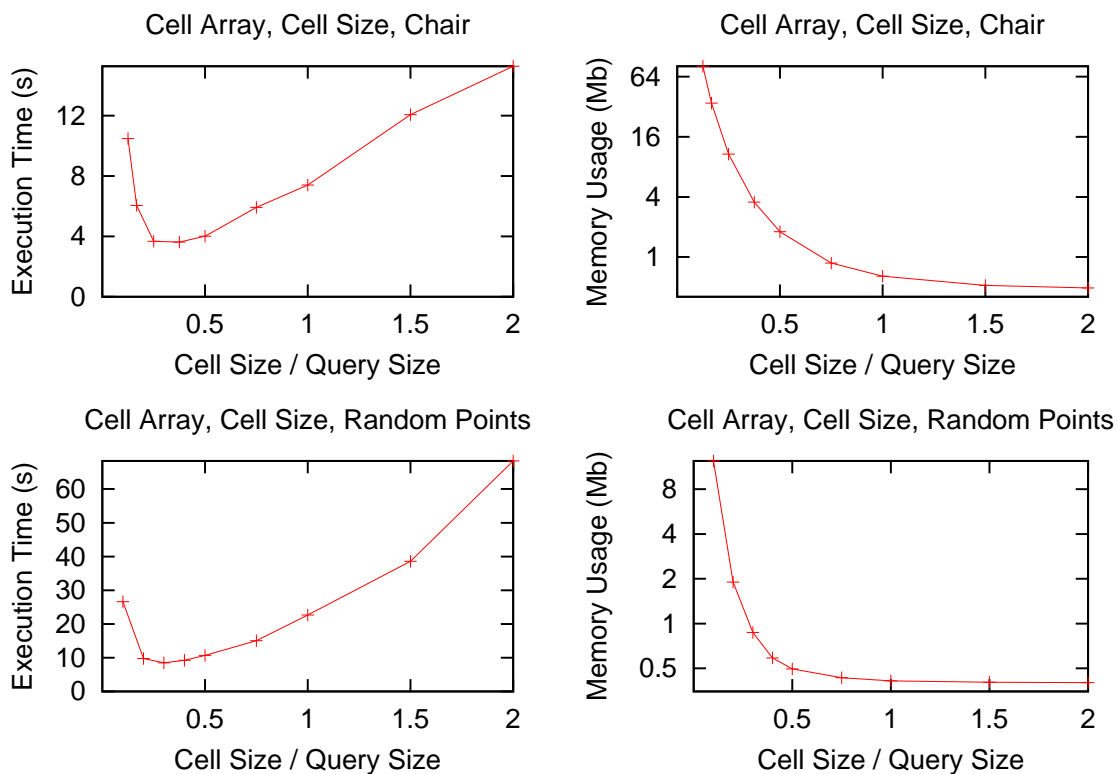 Cell Array, Cell Size, Chair
Execution Time (s)
12
8
4
0
0.5 1 1.5 2
Cell Size / Query Size
Cell Array, Cell Size, Chair
Memory Usage (Mb)
64
16
4
1
0.5 1 1.5 2
Cell Size / Query Size
Cell Array, Cell Size, Random Points
Execution Time (s)
60
50
40
30
20
10
0
0.5 1 1.5 2
Cell Size / Query Size
Cell Array, Cell Size, Random Points
Memory Usage (Mb)
8
4
2
1
0.5
0.5 1 1.5 2
Cell Size / Query Size